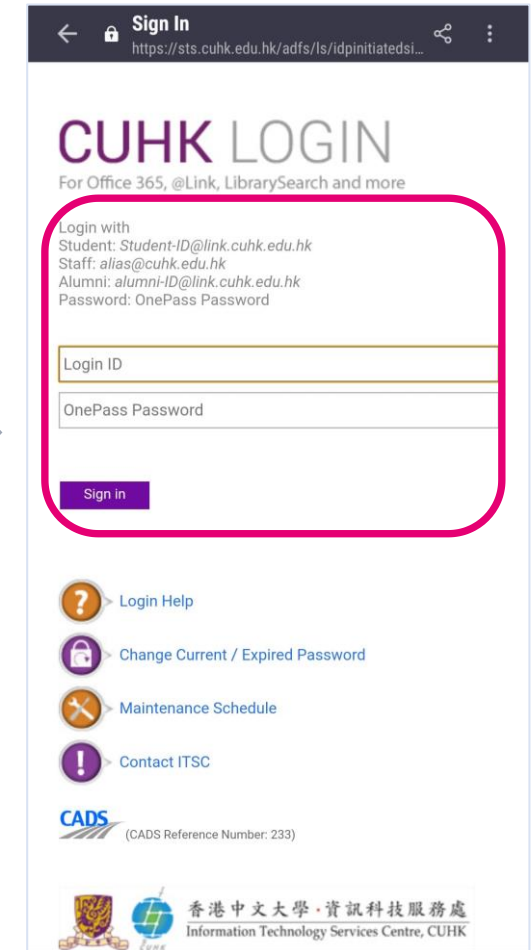 Sign In
https://sts.cuhk.edu.hk/adfs/ls/idpinitiatedsi...
CUHK LOGIN
For Office 365, @Link, LibrarySearch and more
Login with
Student: Student-ID@link.cuhk.edu.hk
Staff: alias@cuhk.edu.hk
Alumni: alumni-ID@link.cuhk.edu.hk
Password: OnePass Password
Login ID
OnePass Password
Sign in
Login Help
Change Current / Expired Password
Maintenance Schedule
Contact ITSC
CADS
(CADS Reference Number: 233)
香港中文大學·資訊科技服務處
Information Technology Services Centre, CUHK